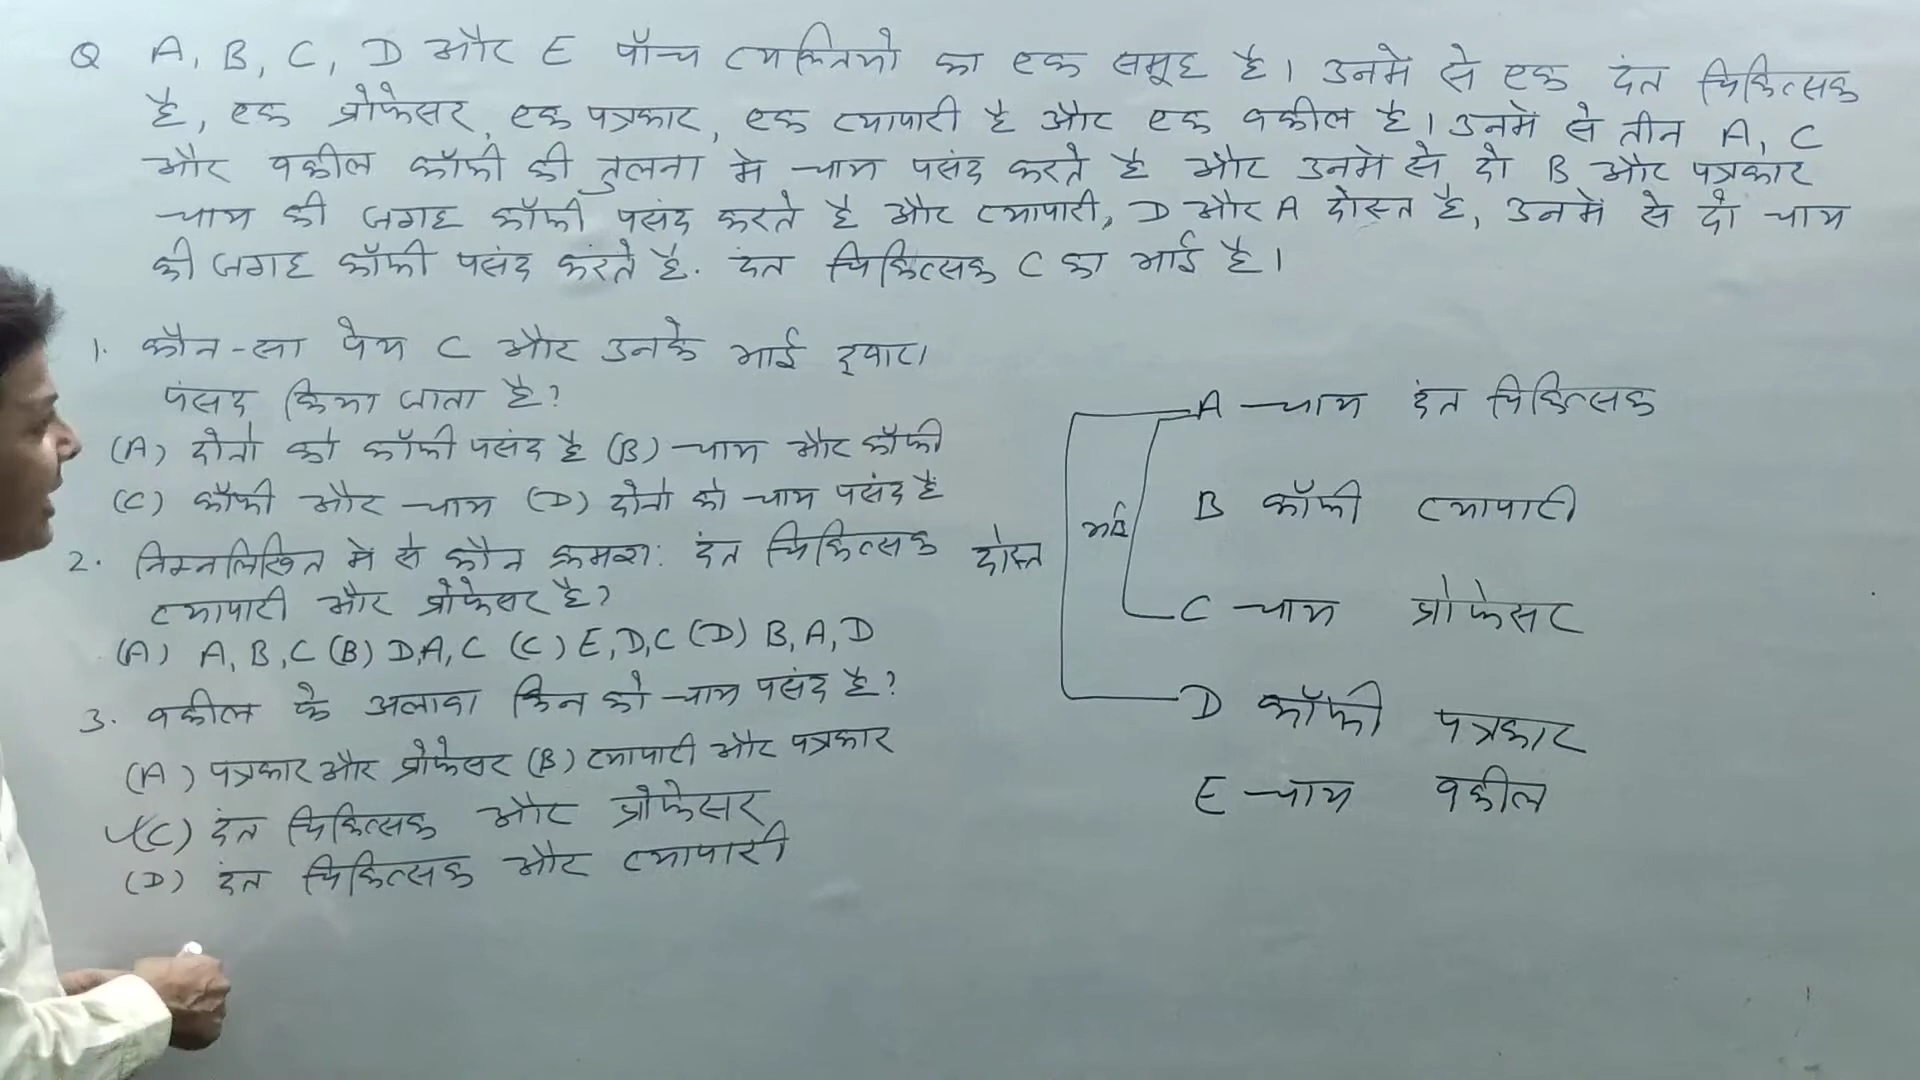 Q A, B, C, D और E पाँच व्यक्तियो का एक समूह है। उनमें से एक दंत चिकित्सक
है, एक प्रोफेसर, एक पत्रकार, एक व्यापारी है और एक वकील है। उनमें से तीन A, C
और वकील कॉफी की तुलना मे चाय पसंद करते है और उनमें से दो B और पत्रकार
चाय की जगह कॉफी पसंद करते है और व्यापारी, D और A दोस्त है, उनमें से दो चाय
की जगह कॉफी पसंद करते है. दंत चिकित्सक C का भाई है।
1. कौन-सा पेय C और उनके भाई द्वारा
पंसद किया जाता है?
(A) दोनो को कॉफी पसंद है (B) चाय और कॉफी
(C) कॉफी और चाय (D) दोनो को चाय पसंद है
2. निम्नलिखित मे से कौन क्रमशः दंत चिकित्सक
व्यापारी और प्रोफेसर है?
(A) A, B, C (B) D,A,C (C) E,D,C (D) B,A,D
3. वकील के अलावा किन को चाय पसंद है?
(A) पत्रकार और प्रोफेसर (B) व्यापारी और पत्रकार
(C) दंत चिकित्सक और प्रोफेसर
(D) दंत चिकित्सक और व्यापारी
A चाय दंत चिकित्सक
B कॉफी व्यापारी
दोस्त भाई
C चाय प्रोफेसर
D कॉफी पत्रकार
E चाय वकील